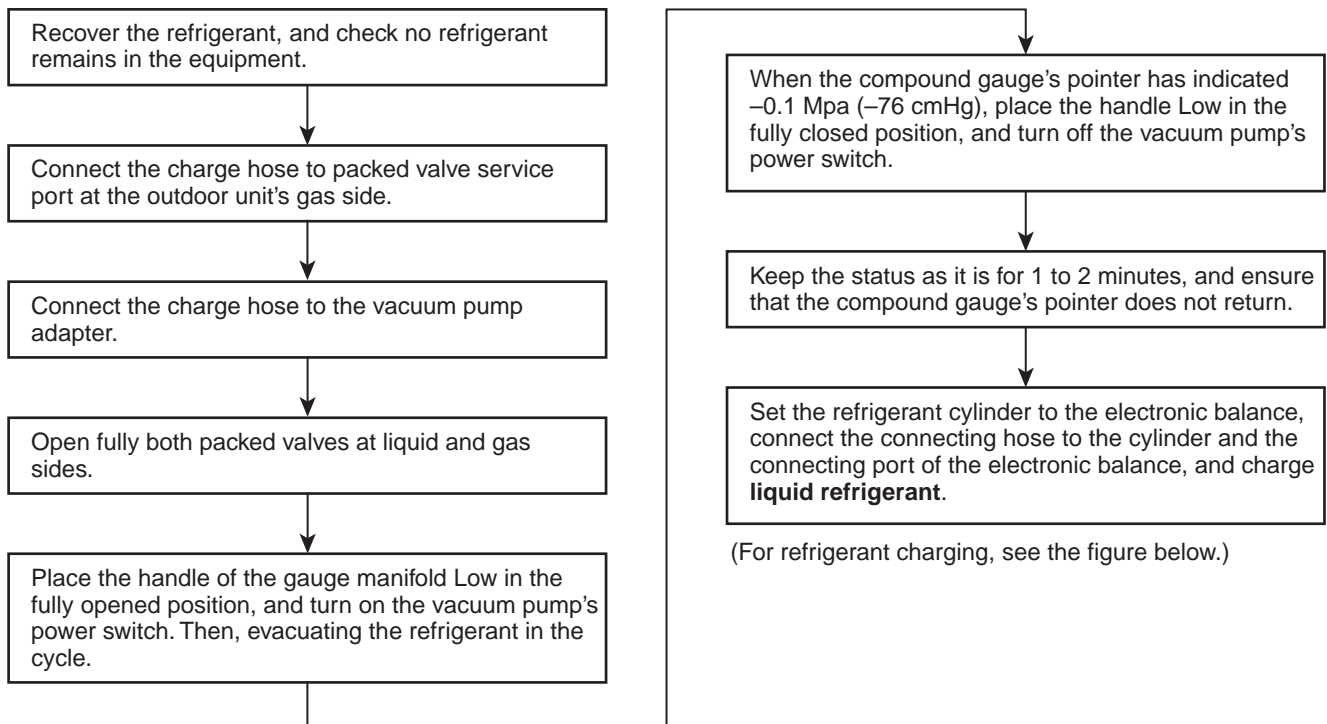 Recover the refrigerant, and check no refrigerant
remains in the equipment.
Connect the charge hose to packed valve service
port at the outdoor unit’s gas side.
Connect the charge hose to the vacuum pump
adapter.
Open fully both packed valves at liquid and gas
sides.
Place the handle of the gauge manifold Low in the
fully opened position, and turn on the vacuum pump’s
power switch. Then, evacuating the refrigerant in the
cycle.
When the compound gauge’s pointer has indicated
–0.1 Mpa (–76 cmHg), place the handle Low in the
fully closed position, and turn off the vacuum pump’s
power switch.
Keep the status as it is for 1 to 2 minutes, and ensure
that the compound gauge’s pointer does not return.
Set the refrigerant cylinder to the electronic balance,
connect the connecting hose to the cylinder and the
connecting port of the electronic balance, and charge
liquid refrigerant.
(For refrigerant charging, see the figure below.)